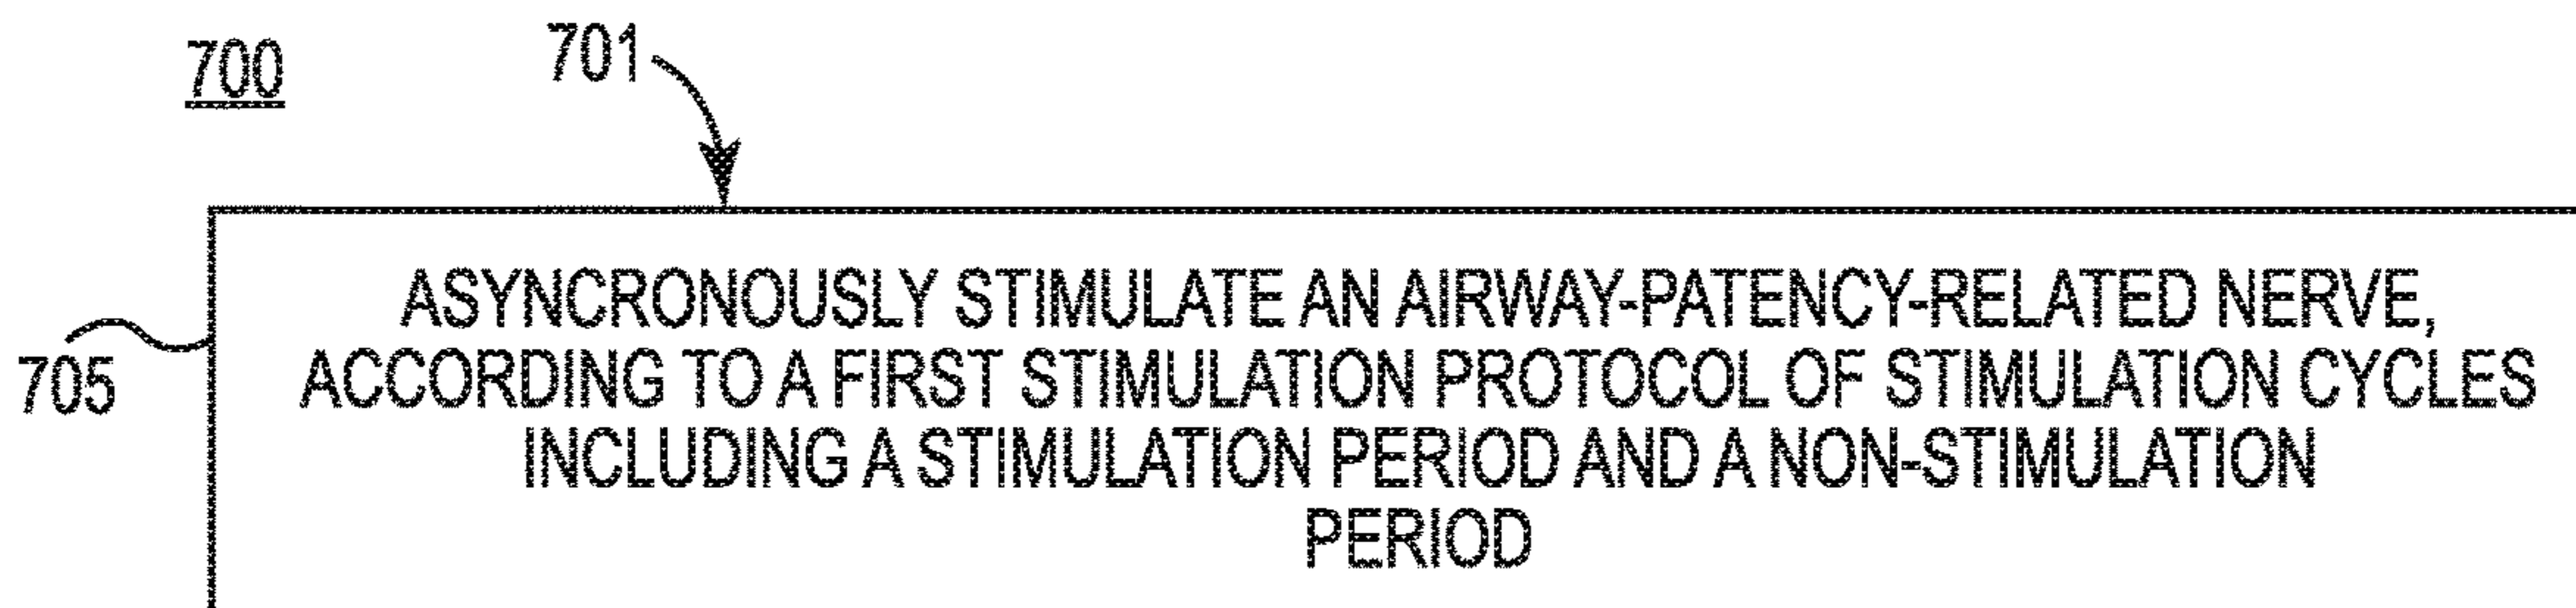 700
701
705
ASYNCRONOUSLY STIMULATE AN AIRWAY-PATENCY-RELATED NERVE,
ACCORDING TO A FIRST STIMULATION PROTOCOL OF STIMULATION CYCLES
INCLUDING A STIMULATION PERIOD AND A NON-STIMULATION
PERIOD